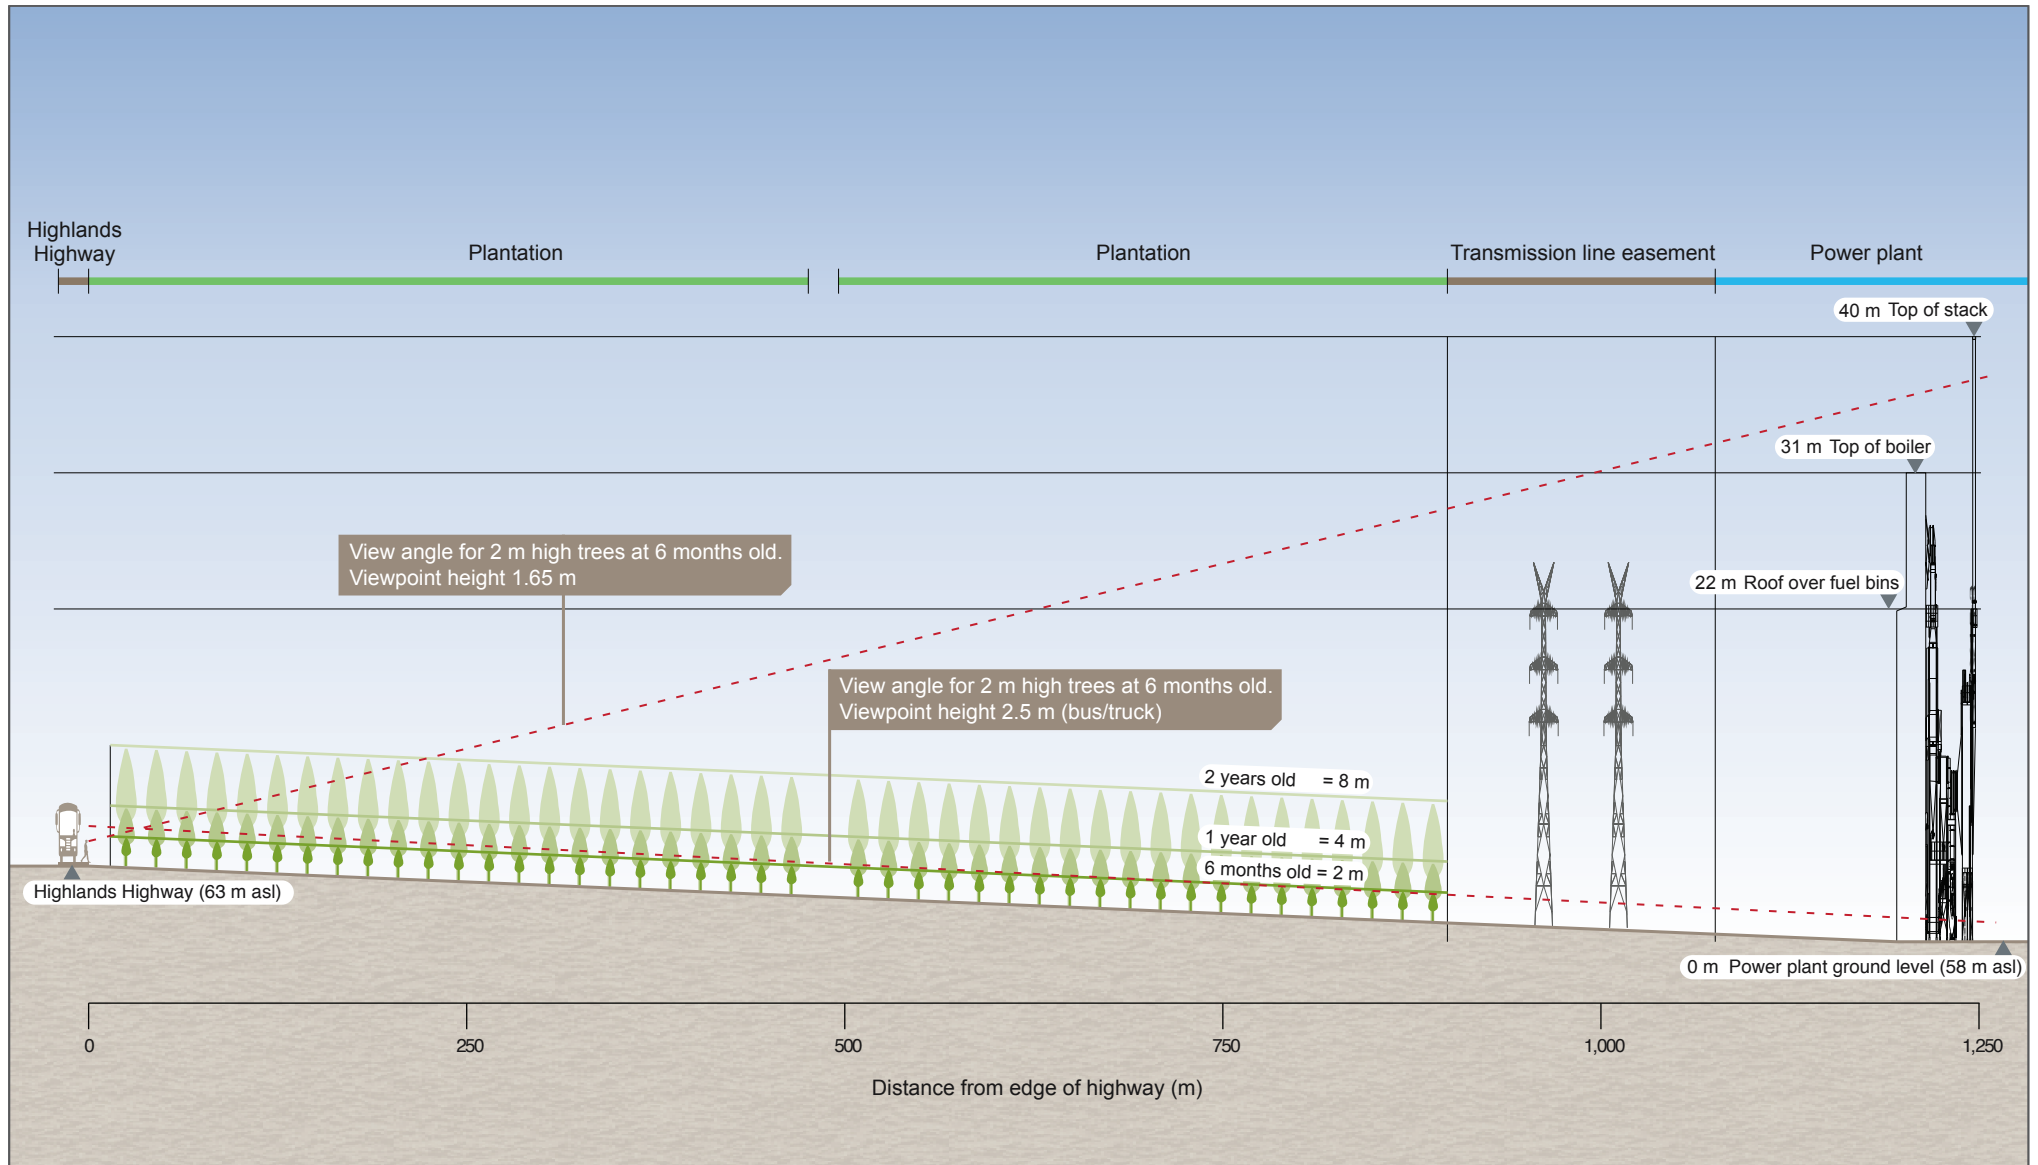 Highlands
Highway
Plantation
Plantation
Transmission line easement
Power plant
40 m Top of stack
31 m Top of boiler
View angle for 2 m high trees at 6 months old.
Viewpoint height 1.65 m
22 m Roof over fuel bins
View angle for 2 m high trees at 6 months old.
Viewpoint height 2.5 m (bus/truck)
2 years old = 8 m
1 year old = 4 m
6 months old = 2 m
Highlands Highway (63 m asl)
0 m Power plant ground level (58 m asl)
0
250
500
750
1,000
1,250
Distance from edge of highway (m)